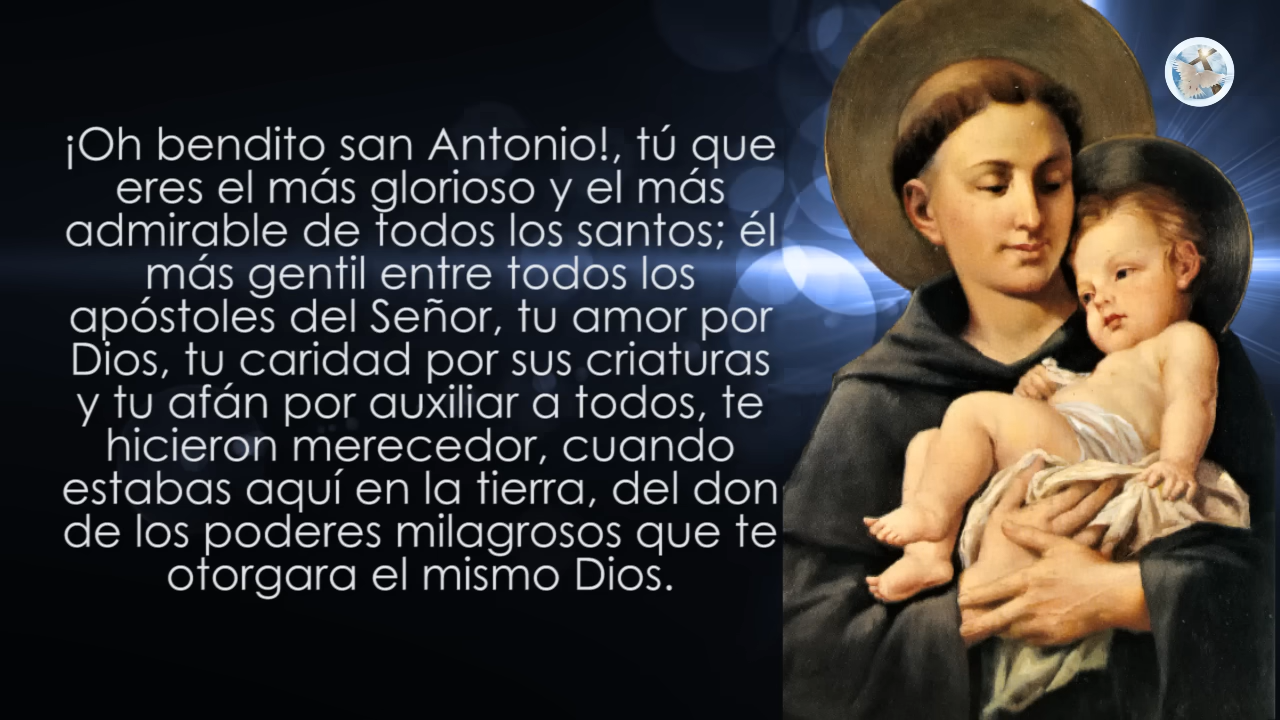 ¡Oh bendito san Antonio!, tú que
eres el más glorioso y el más
admirable de todos los santos; él
más gentil entre todos los
apóstoles del Señor, tu amor por
Dios, tu caridad por sus criaturas
y tu afán por auxiliar a todos, te
hicieron merecedor, cuando
estabas aquí en la tierra, del don
de los poderes milagrosos que te
otorgara el mismo Dios.